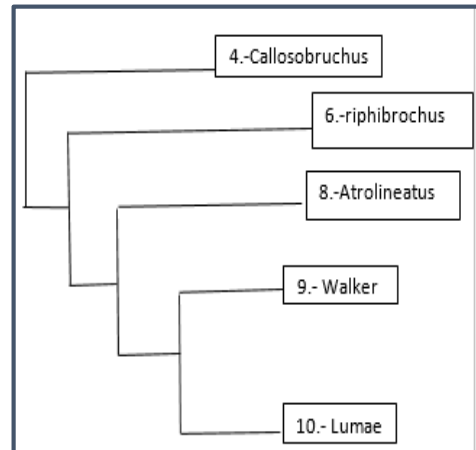 4.-Callosobruchus
6.-riphibrochus
8.-Atrolineatus
9.- Walker
10.- Lumae